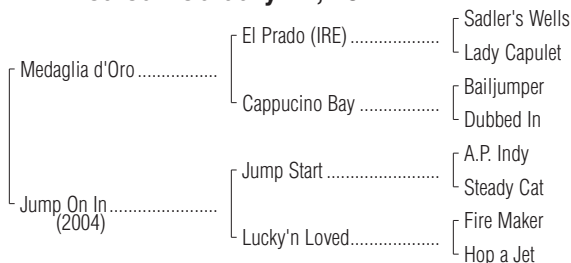 Sadler's Wells
El Prado (IRE) ....................
Lady Capulet
Medaglia d'Oro ..................
Bailjumper
Cappucino Bay ..................
Dubbed In
A.P. Indy
Jump Start .........................
Steady Cat
Jump On In ........................
(2004)
Fire Maker
Lucky'n Loved....................
Hop a Jet